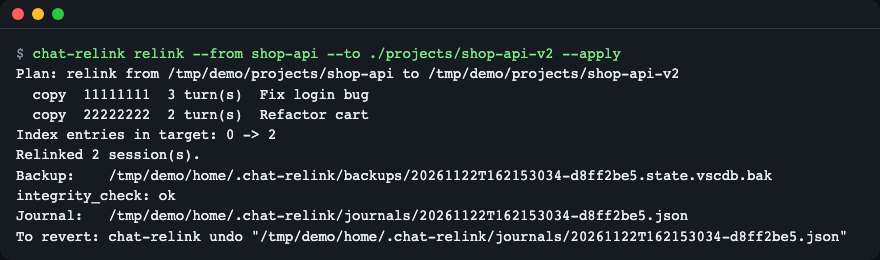 $ chat-relink relink --from shop-api --to ./projects/shop-api-v2 --apply
Plan: relink from /tmp/demo/projects/shop-api to /tmp/demo/projects/shop-api-v2
  copy  11111111  3 turn(s)  Fix login bug
  copy  22222222  2 turn(s)  Refactor cart
Index entries in target: 0 -> 2
Relinked 2 session(s).
Backup:    /tmp/demo/home/.chat-relink/backups/20261122T162153034-d8ff2be5.state.vscdb.bak
integrity_check: ok
Journal:   /tmp/demo/home/.chat-relink/journals/20261122T162153034-d8ff2be5.json
To revert: chat-relink undo "/tmp/demo/home/.chat-relink/journals/20261122T162153034-d8ff2be5.json"